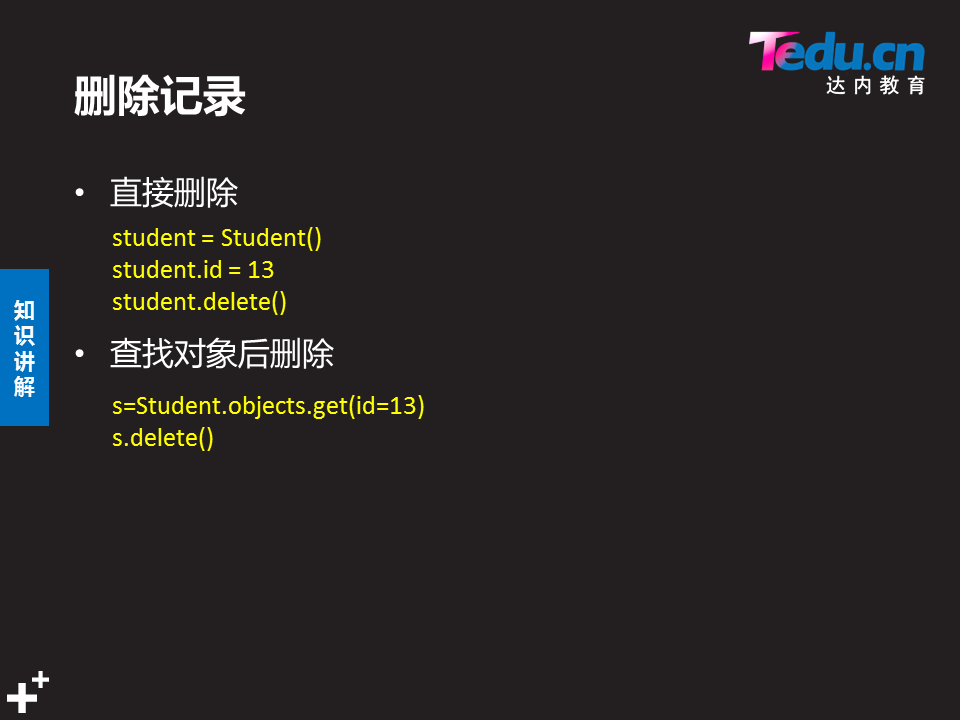 Tedu.cn
达内教育
删除记录
• 直接删除
student = Student()
student.id = 13
student.delete()
• 查找对象后删除
s=Student.objects.get(id=13)
s.delete()
知
识
讲
解